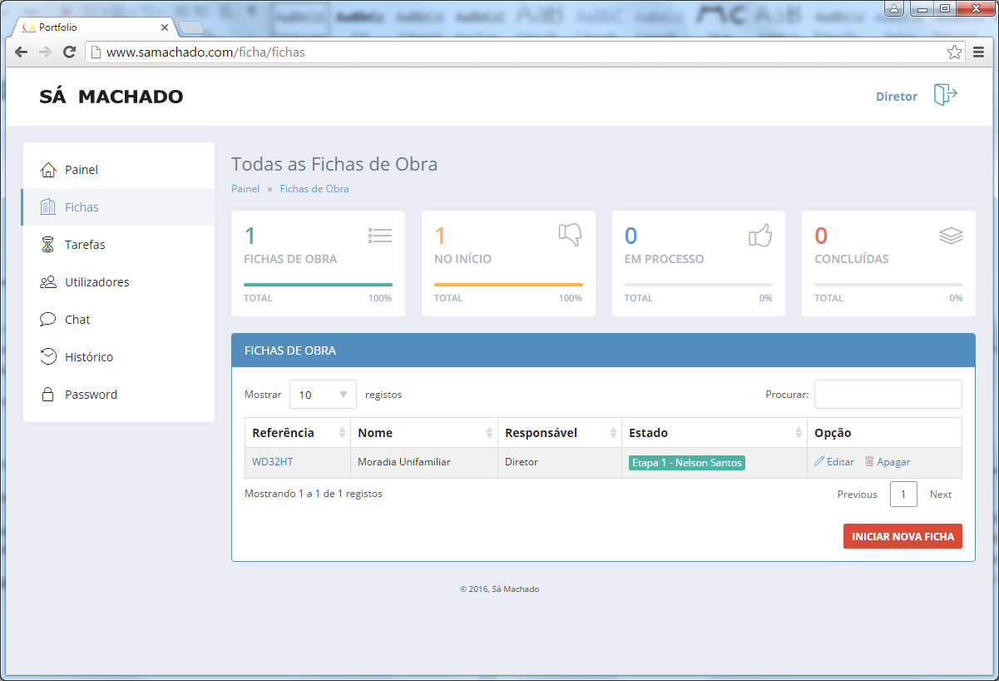 Portfolio
www.samachado.com/ficha/fichas
SÁ MACHADO
Diretor
Painel
Fichas
Tarefas
Utilizadores
Chat
Histórico
Password
Todas as Fichas de Obra
Painel Fichas de Obra
1
FICHAS DE OBRA
TOTAL 100%
1
NO INÍCIO
TOTAL 100%
0
EM PROCESSO
TOTAL 0%
0
CONCLUÍDAS
TOTAL 0%
FICHAS DE OBRA
Mostrar 10 registos Procurar:
Referência Nome Responsável Estado Opção
WD32HT Moradia Unifamiliar Diretor Etapa 1 - Nelson Santos Editar Apagar
Mostrando 1 a 1 de 1 registos Previous 1 Next
INICIAR NOVA FICHA
© 2016, Sá Machado